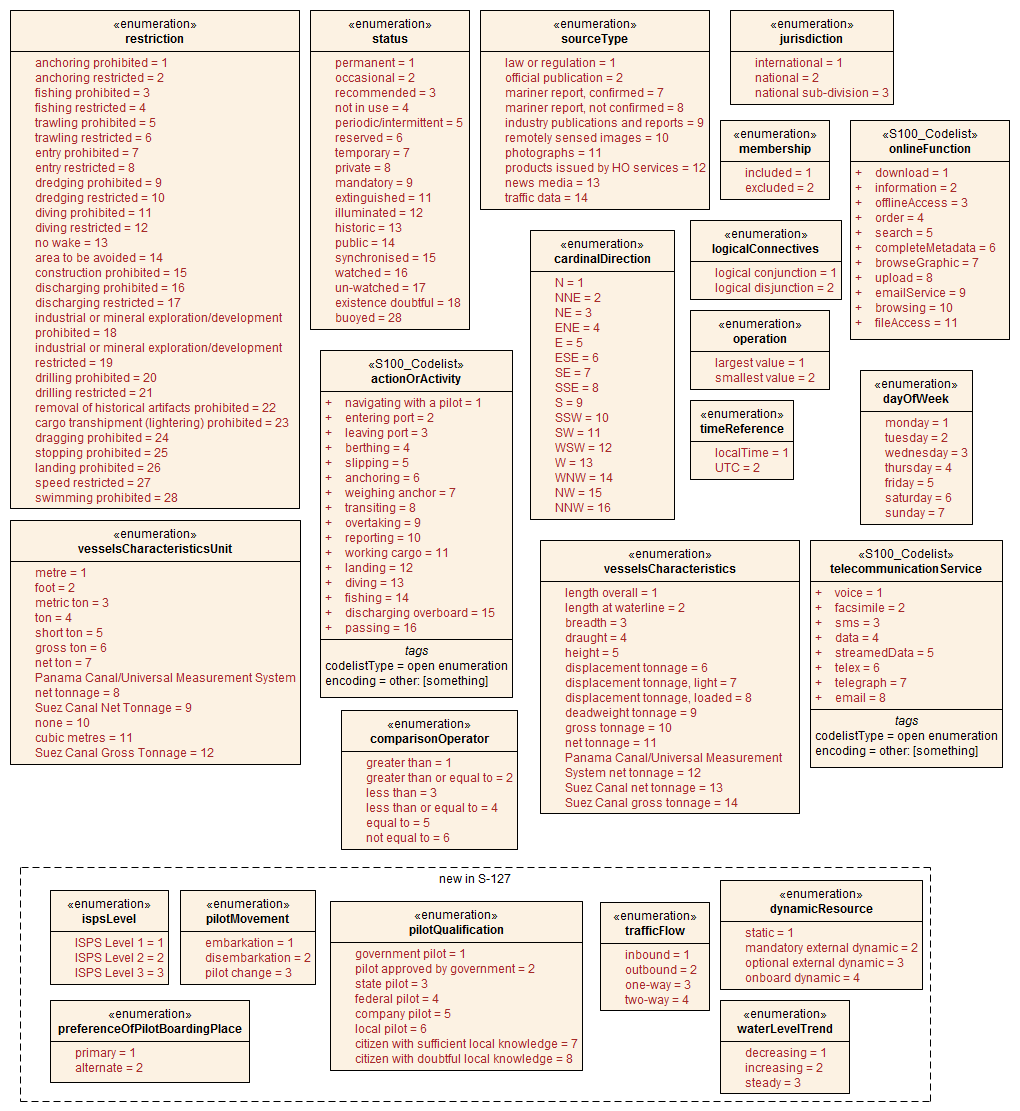 «enumeration»
restriction
anchoring prohibited = 1
anchoring restricted = 2
fishing prohibited = 3
fishing restricted = 4
trawling prohibited = 5
trawling restricted = 6
entry prohibited = 7
entry restricted = 8
dredging prohibited = 9
dredging restricted = 10
diving prohibited = 11
diving restricted = 12
no wake = 13
area to be avoided = 14
construction prohibited = 15
discharging prohibited = 16
discharging restricted = 17
industrial or mineral exploration/development
prohibited = 18
industrial or mineral exploration/development
restricted = 19
drilling prohibited = 20
drilling restricted = 21
removal of historical artifacts prohibited = 22
cargo transhipment (lightering) prohibited = 23
dragging prohibited = 24
stopping prohibited = 25
landing prohibited = 26
speed restricted = 27
swimming prohibited = 28
«enumeration»
status
permanent = 1
occasional = 2
recommended = 3
not in use = 4
periodic/intermittent = 5
reserved = 6
temporary = 7
private = 8
mandatory = 9
extinguished = 11
illuminated = 12
historic = 13
public = 14
synchronised = 15
watched = 16
un-watched = 17
existence doubtful = 18
buoyed = 28
«enumeration»
sourceType
law or regulation = 1
official publication = 2
mariner report, confirmed = 7
mariner report, not confirmed = 8
industry publications and reports = 9
remotely sensed images = 10
photographs = 11
products issued by HO services = 12
news media = 13
traffic data = 14
«enumeration»
jurisdiction
international = 1
national = 2
national sub-division = 3
«enumeration»
membership
included = 1
excluded = 2
«S100_Codelist»
onlineFunction
+ download = 1
+ information = 2
+ offlineAccess = 3
+ order = 4
+ search = 5
+ completeMetadata = 6
+ browseGraphic = 7
+ upload = 8
+ emailService = 9
+ browsing = 10
+ fileAccess = 11
«enumeration»
cardinalDirection
N = 1
NNE = 2
NE = 3
ENE = 4
E = 5
ESE = 6
SE = 7
SSE = 8
S = 9
SSW = 10
SW = 11
WSW = 12
W = 13
WNW = 14
NW = 15
NNW = 16
«enumeration»
logicalConnectives
logical conjunction = 1
logical disjunction = 2
«enumeration»
operation
largest value = 1
smallest value = 2
«enumeration»
timeReference
localTime = 1
UTC = 2
«enumeration»
dayOfWeek
monday = 1
tuesday = 2
wednesday = 3
thursday = 4
friday = 5
saturday = 6
sunday = 7
«S100_Codelist»
actionOrActivity
+ navigating with a pilot = 1
+ entering port = 2
+ leaving port = 3
+ berthing = 4
+ slipping = 5
+ anchoring = 6
+ weighing anchor = 7
+ transiting = 8
+ overtaking = 9
+ reporting = 10
+ working cargo = 11
+ landing = 12
+ diving = 13
+ fishing = 14
+ discharging overboard = 15
+ passing = 16
tags
codelistType = open enumeration
encoding = other: [something]
«enumeration»
vesselsCharacteristicsUnit
metre = 1
foot = 2
metric ton = 3
ton = 4
short ton = 5
gross ton = 6
net ton = 7
Panama Canal/Universal Measurement System
net tonnage = 8
Suez Canal Net Tonnage = 9
none = 10
cubic metres = 11
Suez Canal Gross Tonnage = 12
«enumeration»
vesselsCharacteristics
length overall = 1
length at waterline = 2
breadth = 3
draught = 4
height = 5
displacement tonnage = 6
displacement tonnage, light = 7
displacement tonnage, loaded = 8
deadweight tonnage = 9
gross tonnage = 10
net tonnage = 11
Panama Canal/Universal Measurement
System net tonnage = 12
Suez Canal net tonnage = 13
Suez Canal gross tonnage = 14
«S100_Codelist»
telecommunicationService
+ voice = 1
+ facsimile = 2
+ sms = 3
+ data = 4
+ streamedData = 5
+ telex = 6
+ telegraph = 7
+ email = 8
tags
codelistType = open enumeration
encoding = other: [something]
«enumeration»
comparisonOperator
greater than = 1
greater than or equal to = 2
less than = 3
less than or equal to = 4
equal to = 5
not equal to = 6
new in S-127
«enumeration»
ispsLevel
ISPS Level 1 = 1
ISPS Level 2 = 2
ISPS Level 3 = 3
«enumeration»
pilotMovement
embarkation = 1
disembarkation = 2
pilot change = 3
«enumeration»
pilotQualification
government pilot = 1
pilot approved by government = 2
state pilot = 3
federal pilot = 4
company pilot = 5
local pilot = 6
citizen with sufficient local knowledge = 7
citizen with doubtful local knowledge = 8
«enumeration»
trafficFlow
inbound = 1
outbound = 2
one-way = 3
two-way = 4
«enumeration»
dynamicResource
static = 1
mandatory external dynamic = 2
optional external dynamic = 3
onboard dynamic = 4
«enumeration»
preferenceOfPilotBoardingPlace
primary = 1
alternate = 2
«enumeration»
waterLevelTrend
decreasing = 1
increasing = 2
steady = 3